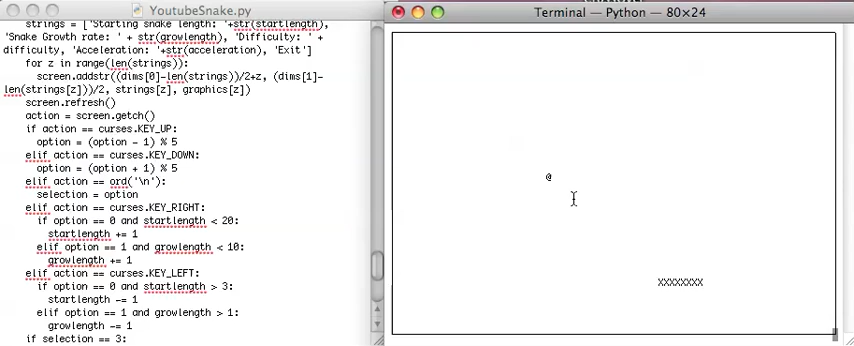 YoutubeSnake.py
strings = ['Starting snake length: '+str(startlength),
'Snake Growth rate: ' + str(growlength), 'Difficulty: ' +
difficulty, 'Acceleration: '+str(acceleration), 'Exit']
for z in range(len(strings)):
screen.addstr((dims[0]-len(strings))/2+z, (dims[1]-
len(strings[z]))/2, strings[z], graphics[z])
screen.refresh()
action = screen.getch()
if action == curses.KEY_UP:
option = (option - 1) % 5
elif action == curses.KEY_DOWN:
option = (option + 1) % 5
elif action == ord('\n'):
selection = option
elif action == curses.KEY_RIGHT:
if option == 0 and startlength < 20:
startlength += 1
elif option == 1 and growlength < 10:
growlength += 1
elif action == curses.KEY_LEFT:
if option == 0 and startlength > 3:
startlength -= 1
elif option == 1 and growlength > 1:
growlength -= 1
if selection == 3:
Terminal — Python — 80×24
@
XXXXXXXX